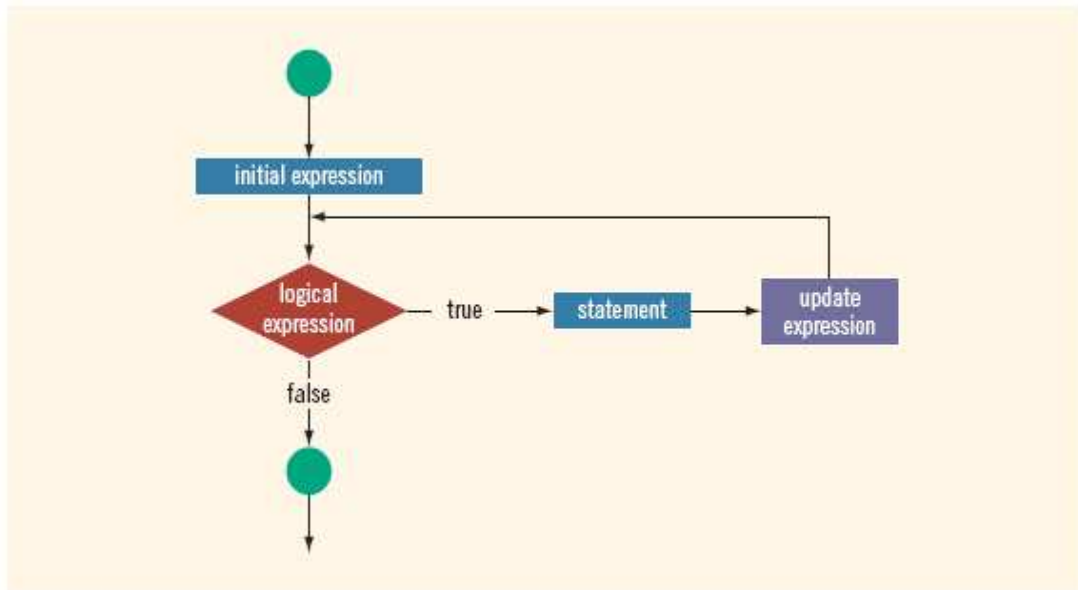 initial expression
logical
expression
true
statement
update
expression
false